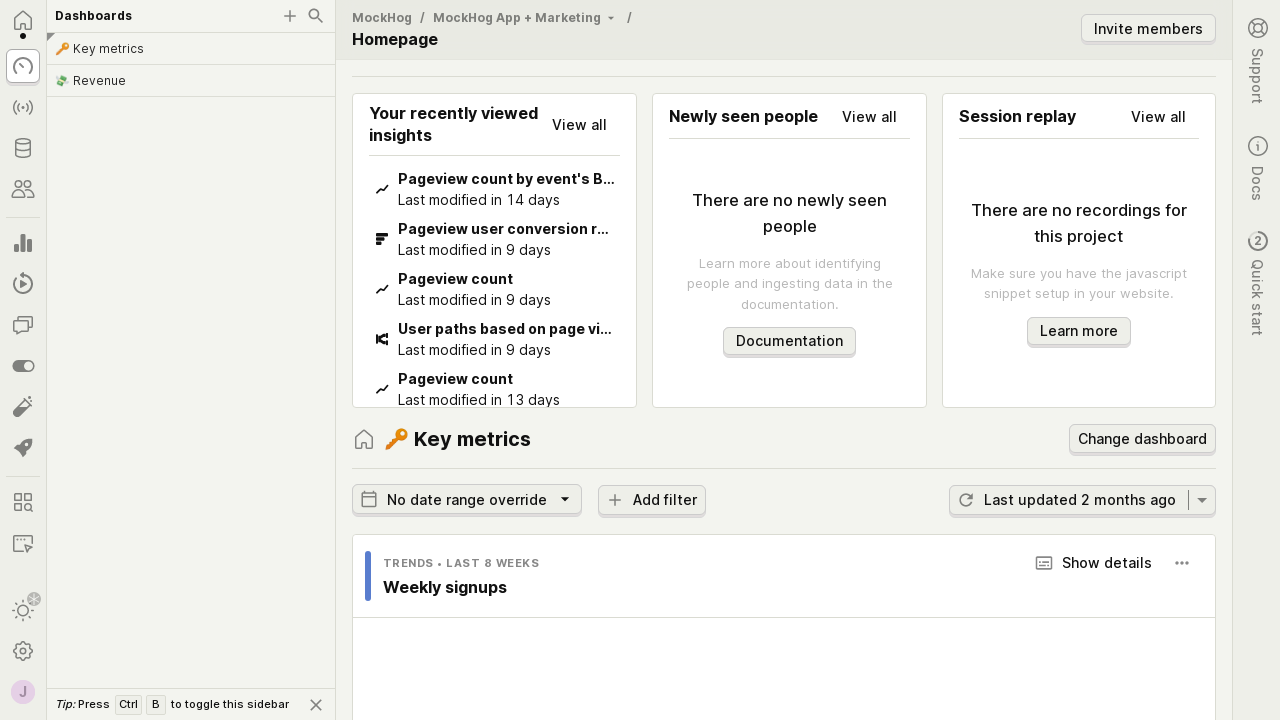 Dashboards
🔑 Key metrics
💸 Revenue
Tip: Press Ctrl B to toggle this sidebar
J
MockHog / MockHog App + Marketing /
Homepage
Invite members
Your recently viewed
insights
View all
Pageview count by event's B...
Last modified in 14 days
Pageview user conversion r...
Last modified in 9 days
Pageview count
Last modified in 9 days
User paths based on page vi...
Last modified in 9 days
Pageview count
Last modified in 13 days
Newly seen people
View all
There are no newly seen
people
Learn more about identifying
people and ingesting data in the
documentation.
Documentation
Session replay
View all
There are no recordings for
this project
Make sure you have the javascript
snippet setup in your website.
Learn more
🔑 Key metrics
Change dashboard
No date range override
Add filter
Last updated 2 months ago
TRENDS • LAST 8 WEEKS
Weekly signups
Show details
Support
Docs
2
Quick start